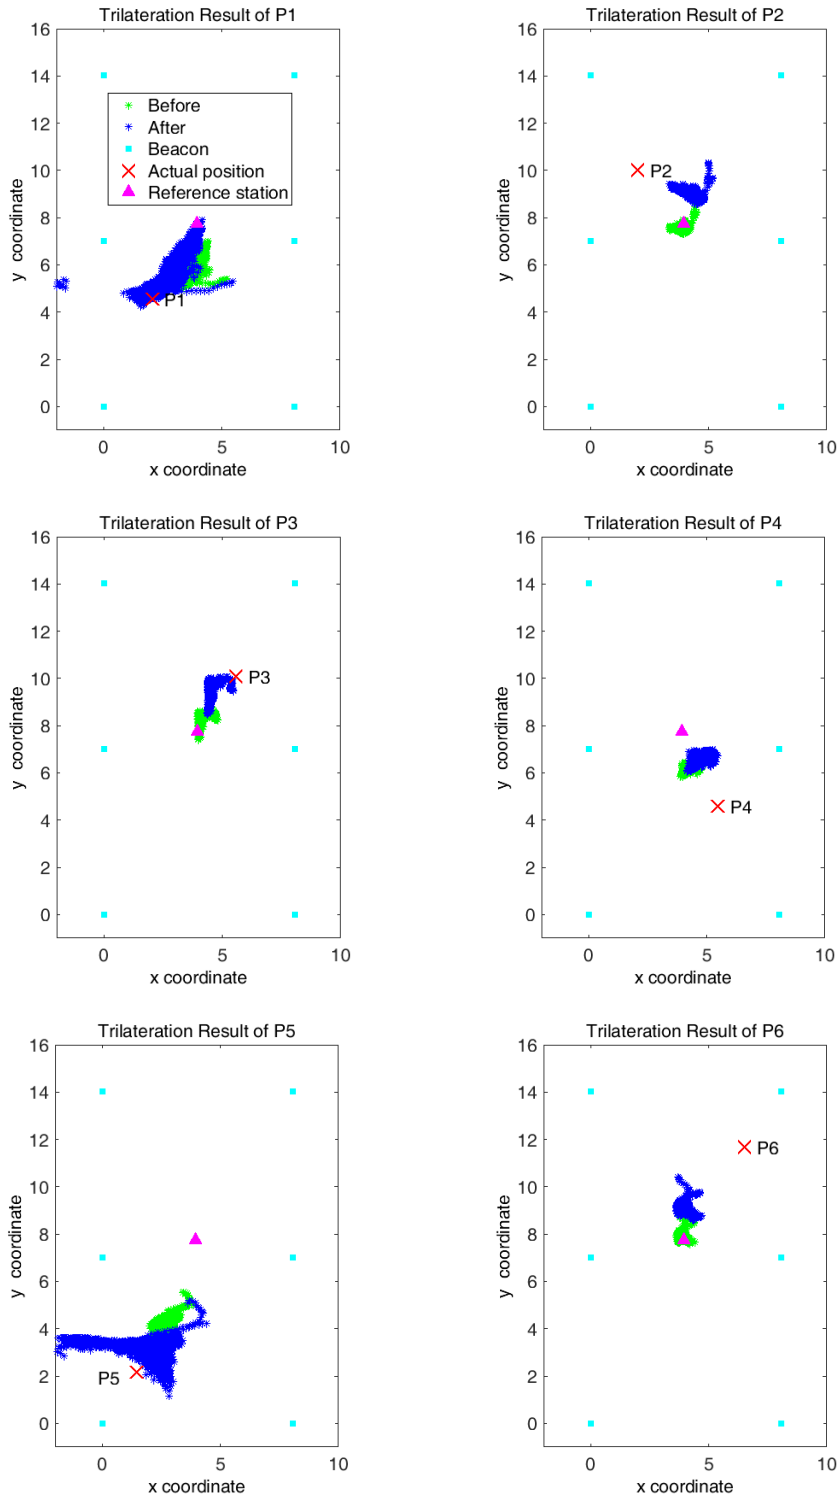 Trilateration Result of P1
16
14
12
10
8
6
4
2
0
y coordinate
Before
After
Beacon
Actual position
Reference station
P1
0 5 10
x coordinate
Trilateration Result of P2
16
14
12
10
8
6
4
2
0
y coordinate
P2
0 5 10
x coordinate
Trilateration Result of P3
16
14
12
10
8
6
4
2
0
y coordinate
P3
0 5 10
x coordinate
Trilateration Result of P4
16
14
12
10
8
6
4
2
0
y coordinate
P4
0 5 10
x coordinate
Trilateration Result of P5
16
14
12
10
8
6
4
2
0
y coordinate
P5
0 5 10
x coordinate
Trilateration Result of P6
16
14
12
10
8
6
4
2
0
y coordinate
P6
0 5 10
x coordinate